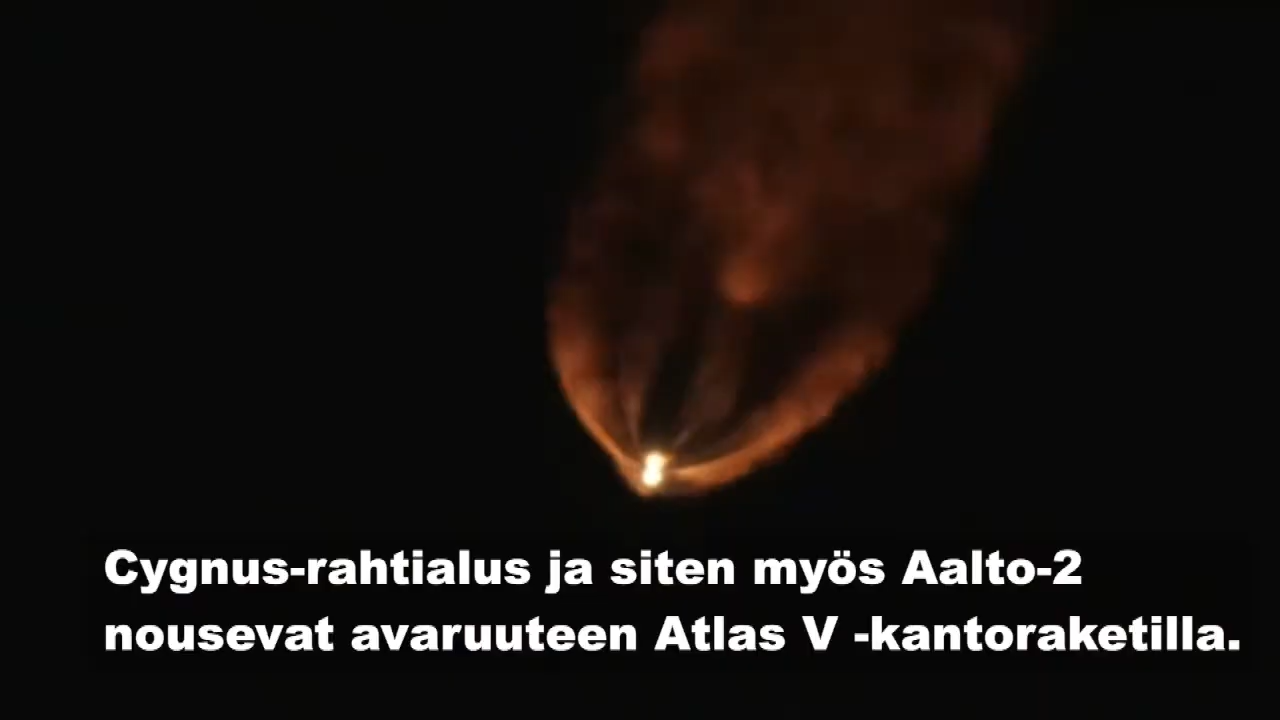 Cygnus-rahtialus ja siten myös Aalto-2
nousevat avaruuteen Atlas V -kantoraketilla.